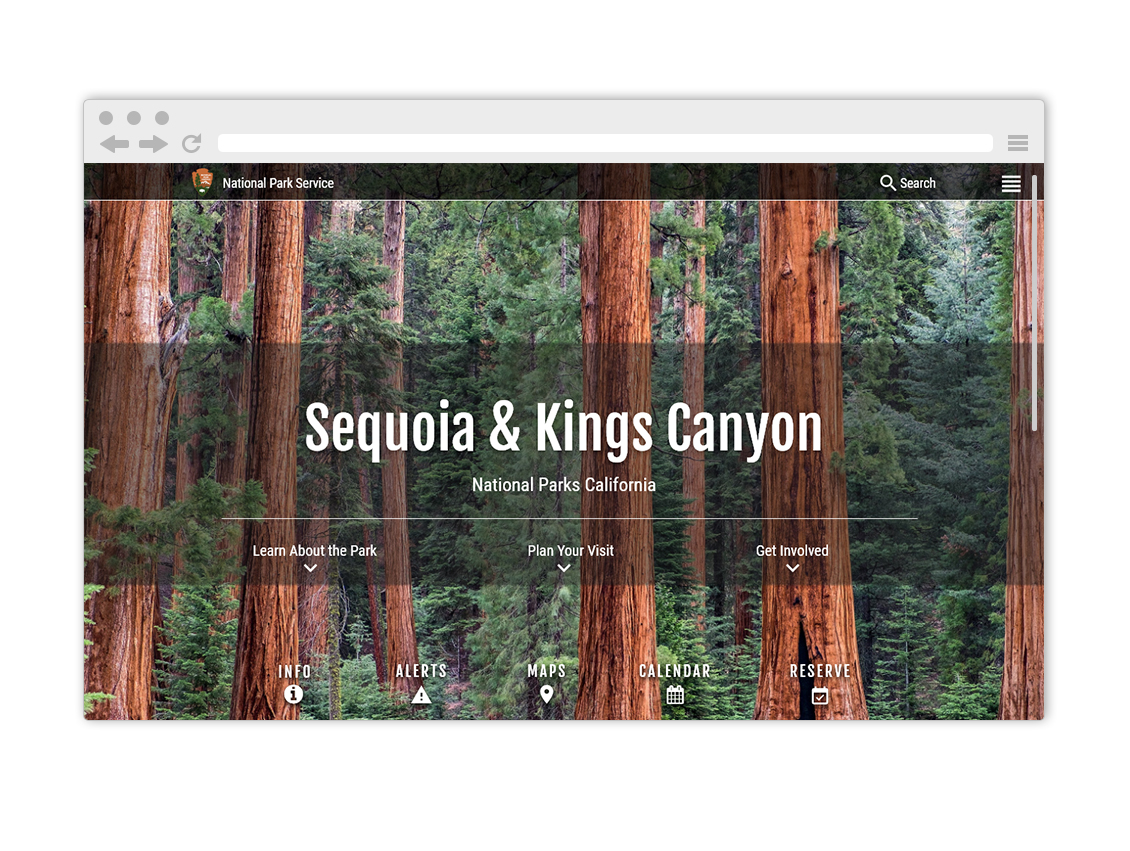 National Park Service
Search
Sequoia & Kings Canyon
National Parks California
Learn About the Park
Plan Your Visit
Get Involved
INFO
ALERTS
MAPS
CALENDAR
RESERVE